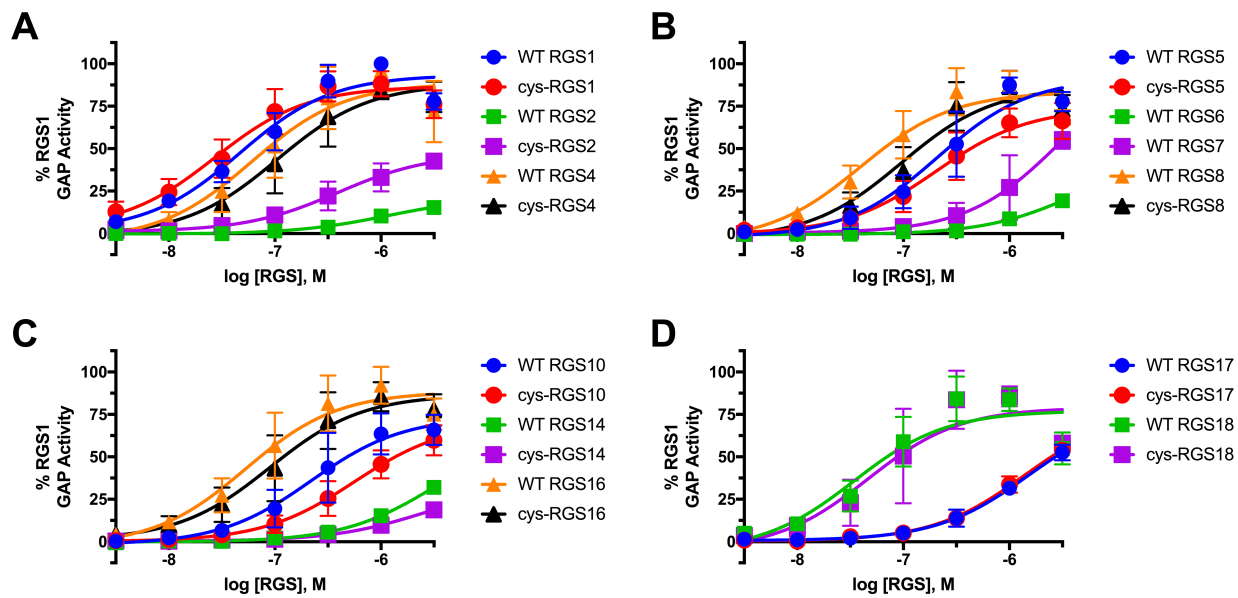 A
% RGS1
GAP Activity
100
75
50
25
0
-8
-7
-6
log [RGS], M
WT RGS1
cys-RGS1
WT RGS2
cys-RGS2
WT RGS4
cys-RGS4
B
% RGS1
GAP Activity
100
75
50
25
0
-8
-7
-6
log [RGS], M
WT RGS5
cys-RGS5
WT RGS6
WT RGS7
WT RGS8
cys-RGS8
C
% RGS1
GAP Activity
100
75
50
25
0
-8
-7
-6
log [RGS], M
WT RGS10
cys-RGS10
WT RGS14
cys-RGS14
WT RGS16
cys-RGS16
D
% RGS1
GAP Activity
100
75
50
25
0
-8
-7
-6
log [RGS], M
WT RGS17
cys-RGS17
WT RGS18
cys-RGS18